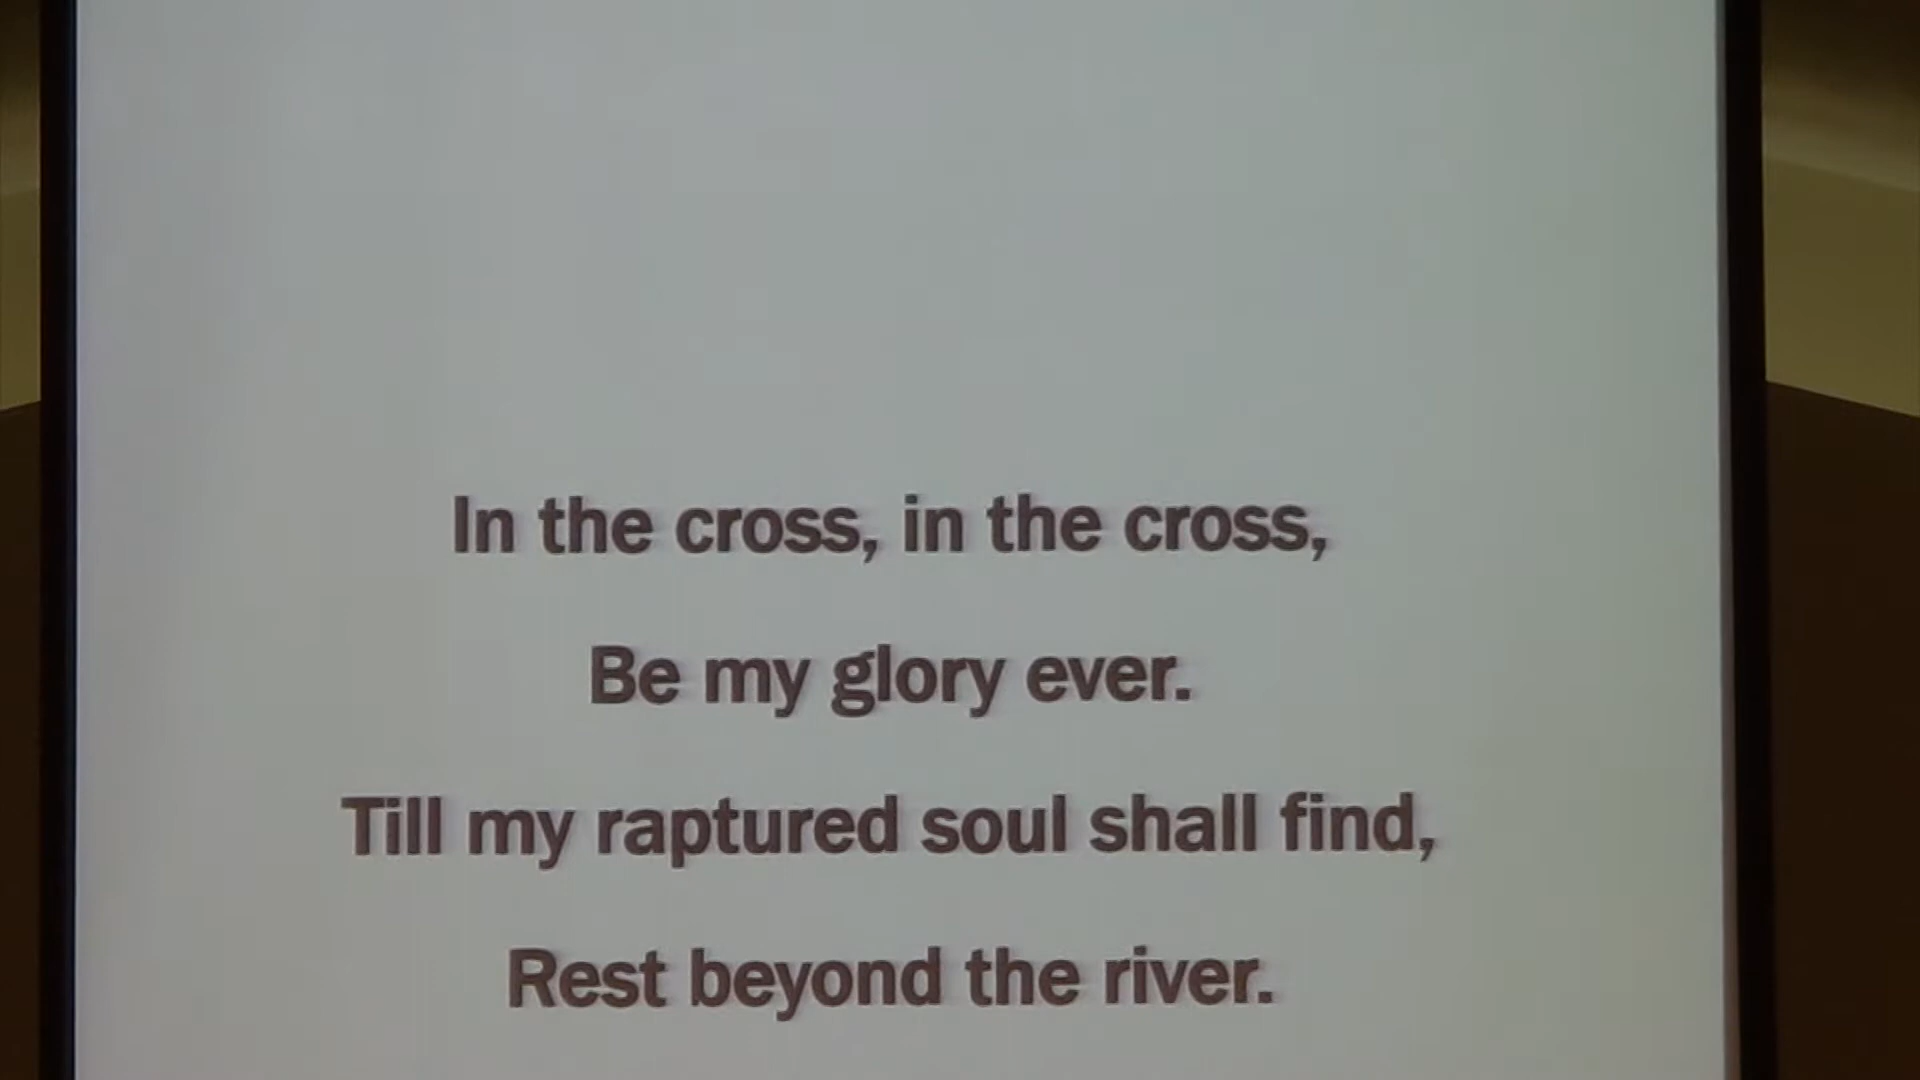 In the cross, in the cross,
Be my glory ever.
Till my raptured soul shall find,
Rest beyond the river.